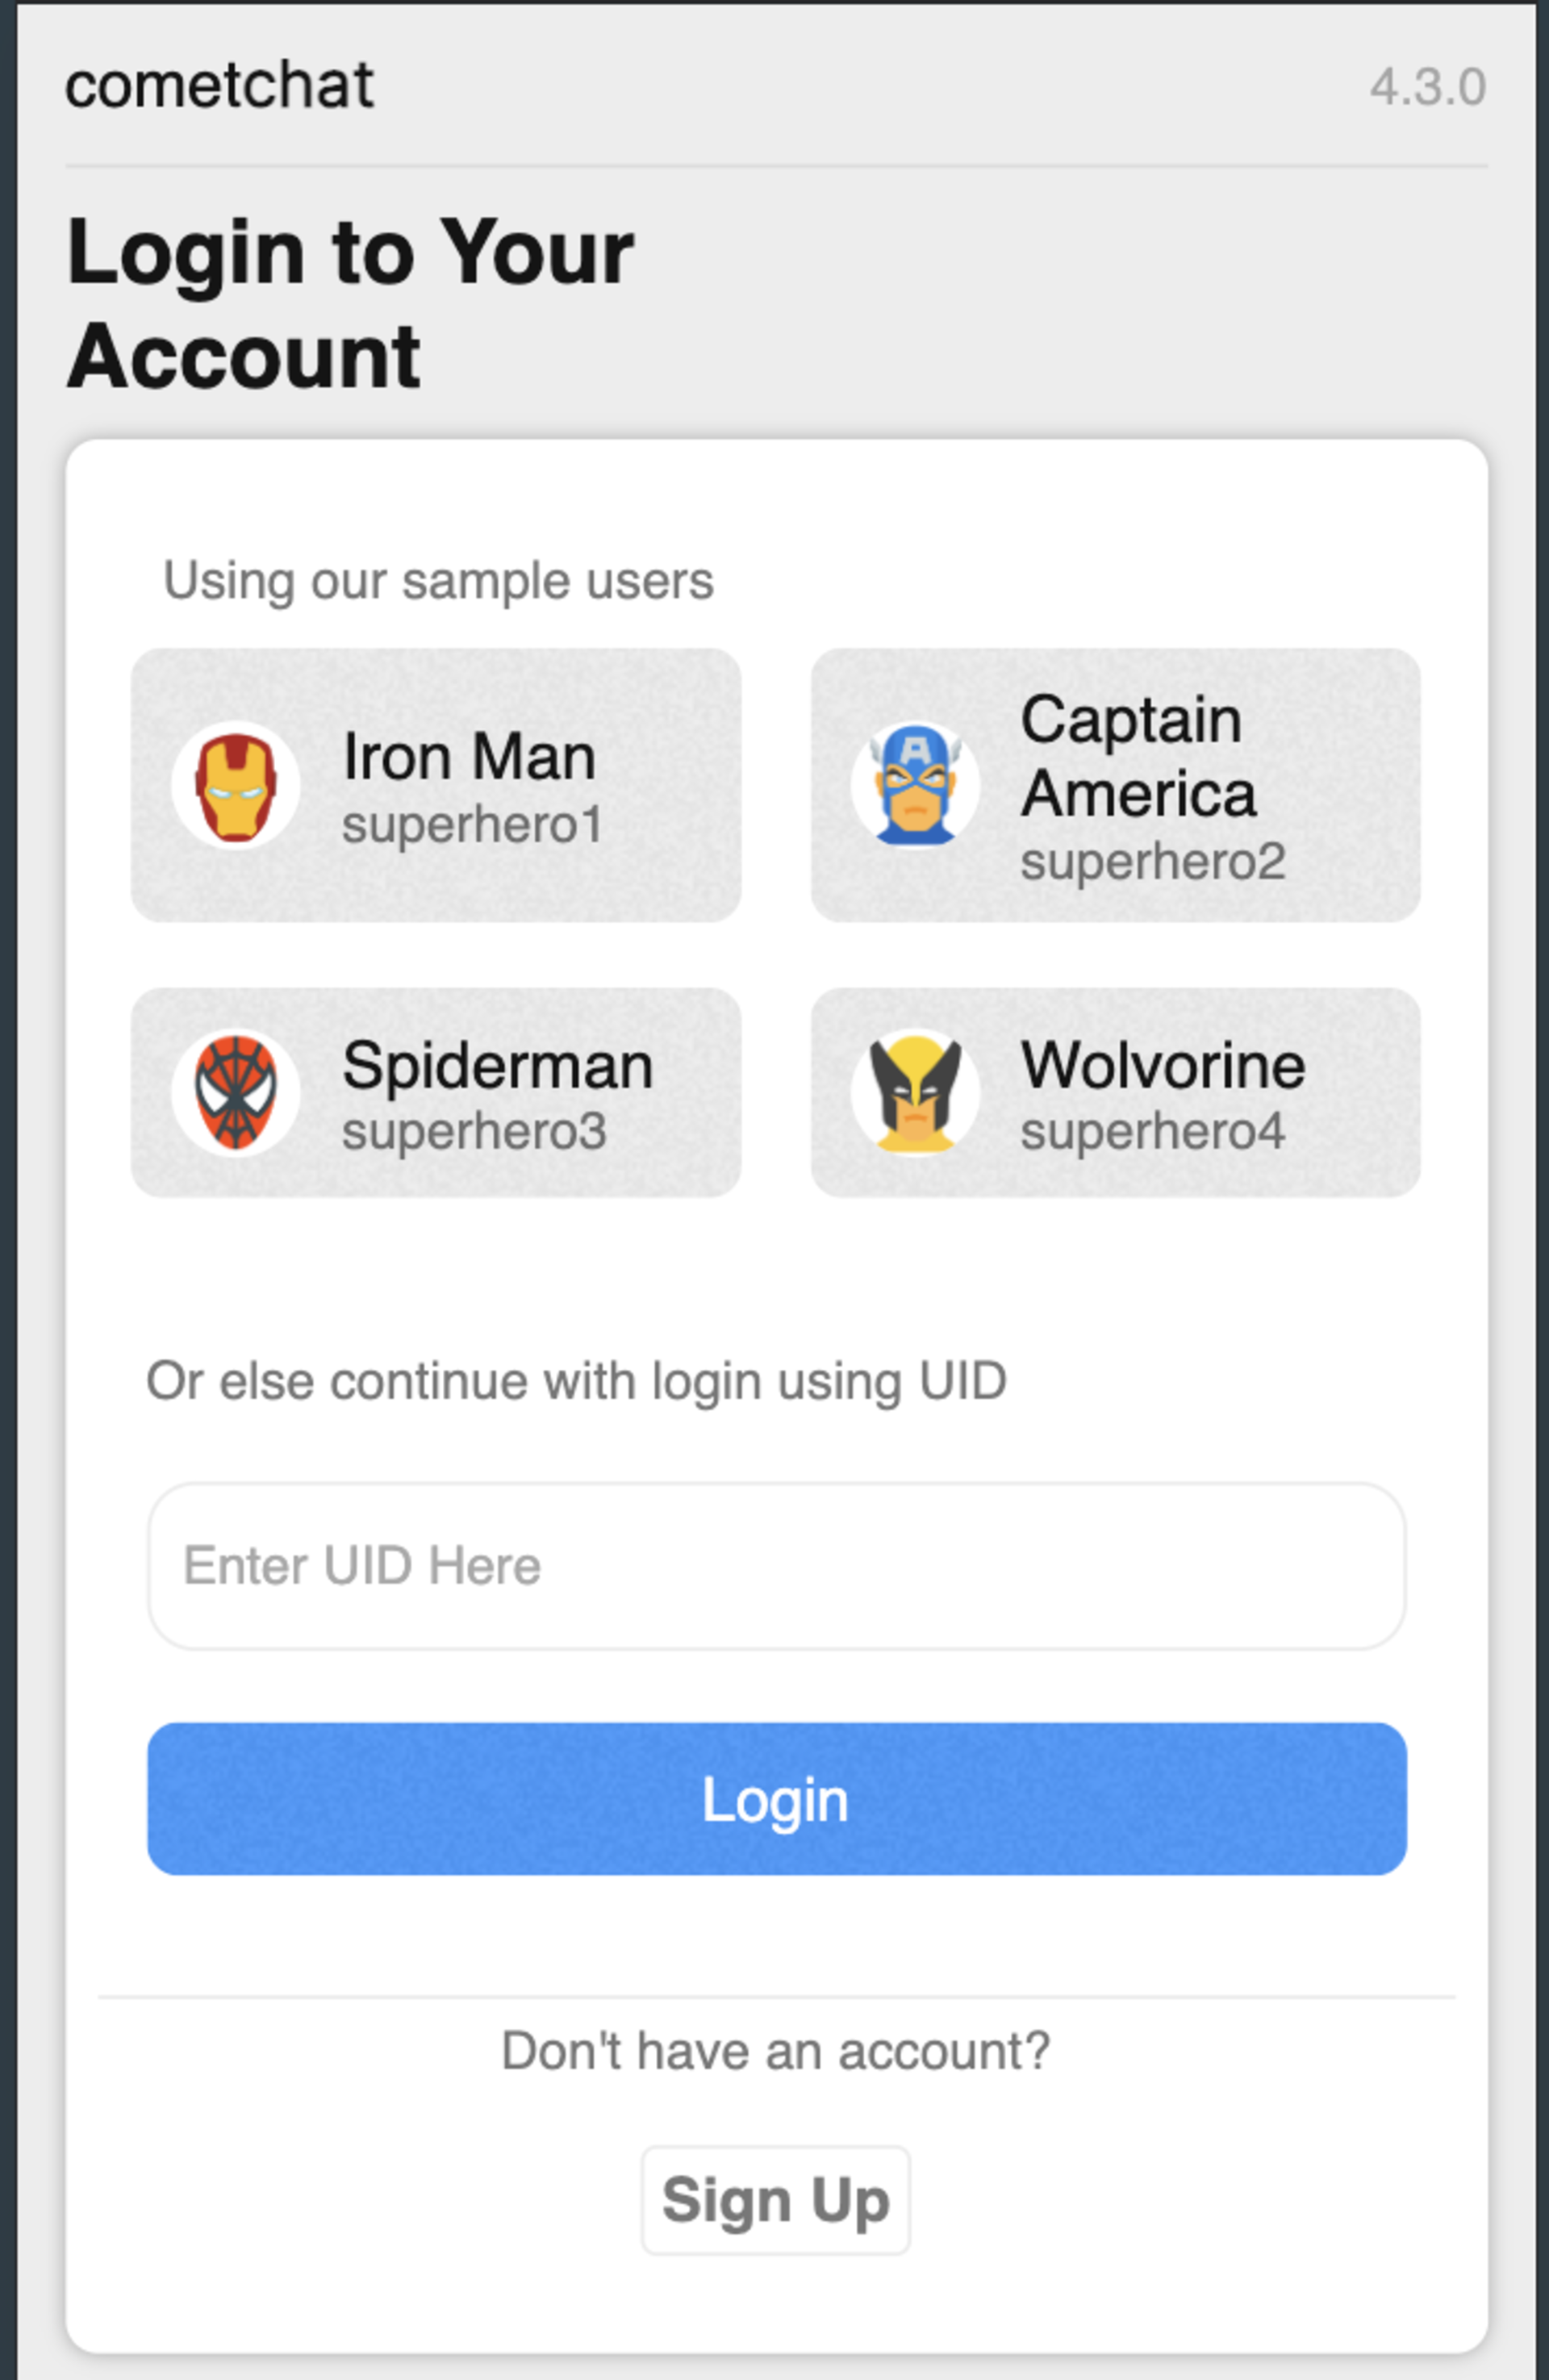 cometchat
4.3.0
Login to Your
Account
Using our sample users
Iron Man
superhero1
Captain
America
superhero2
Spiderman
superhero3
Wolvorine
superhero4
Or else continue with login using UID
Enter UID Here
Login
Don't have an account?
Sign Up